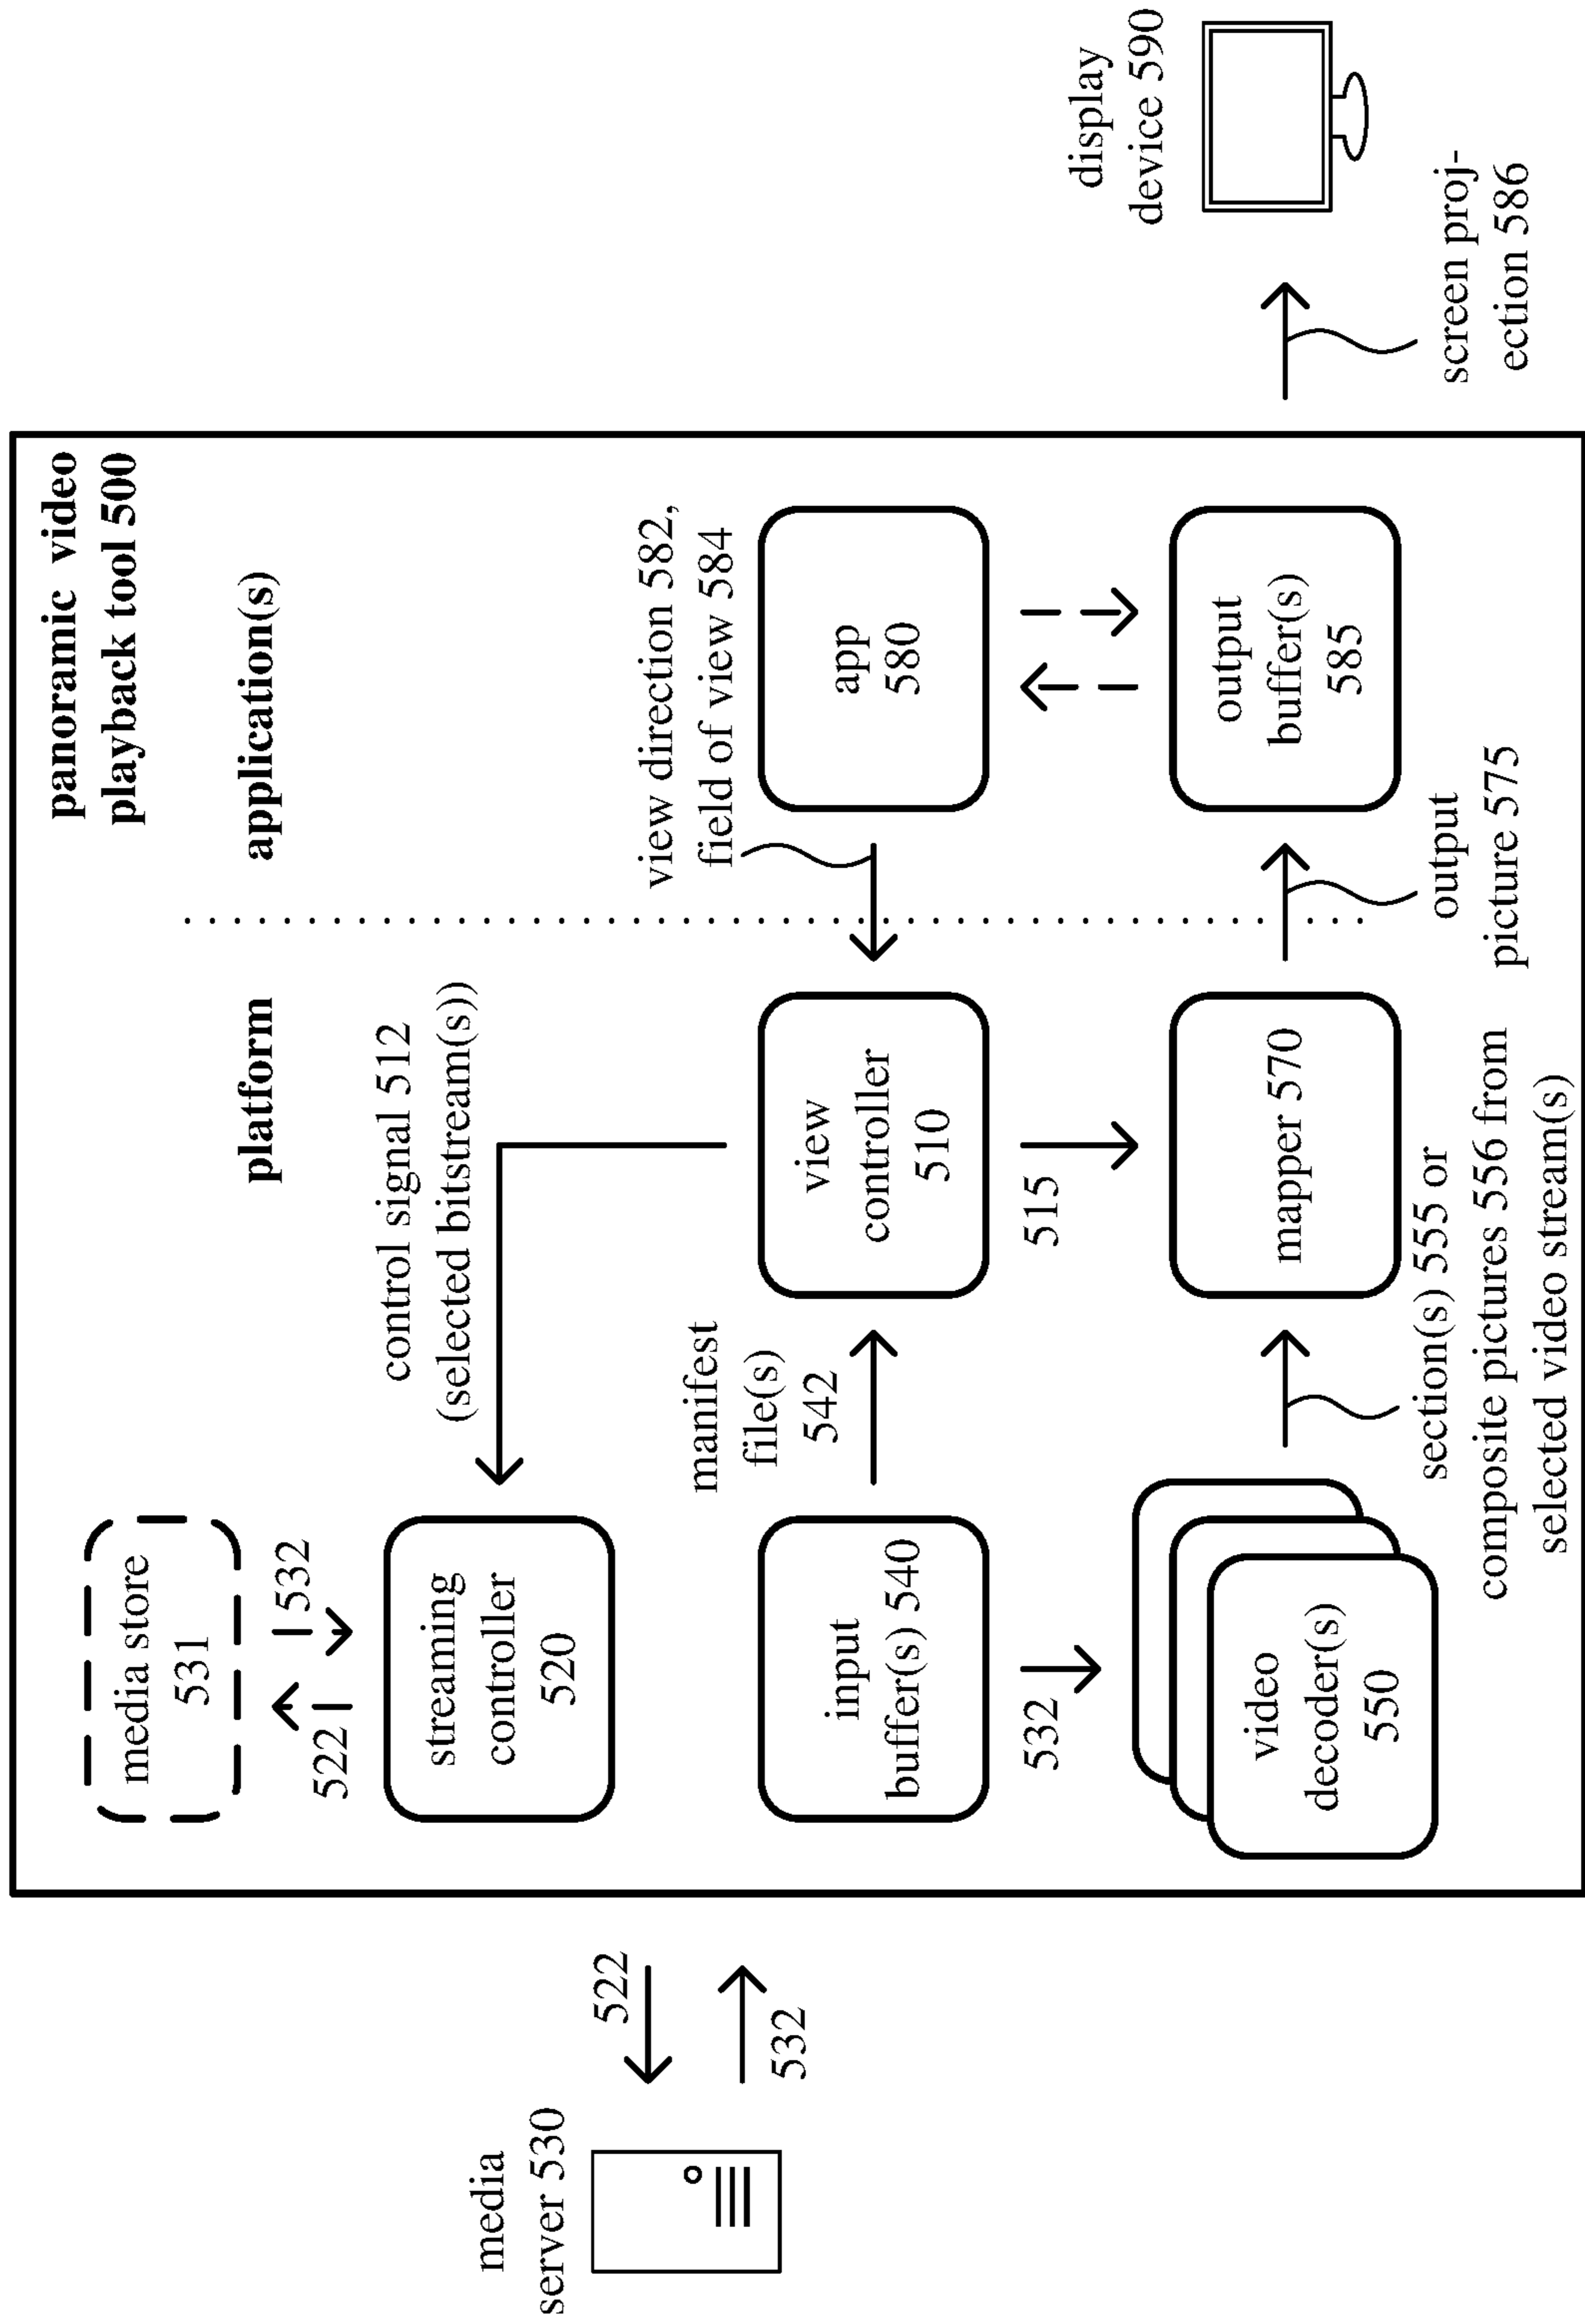 panoramic video
playback tool 500
platform
application(s)
media store
531
522
532
control signal 512
(selected bitstream(s))
streaming
controller
520
view direction 582,
field of view 584
media
server 530
522
532
manifest
file(s)
542
input
buffer(s) 540
view
controller
510
app
580
532
515
video
decoder(s)
550
mapper 570
output
buffer(s)
585
display
device 590
section(s) 555 or
composite pictures 556 from
selected video stream(s)
output
picture 575
screen proj-
ection 586